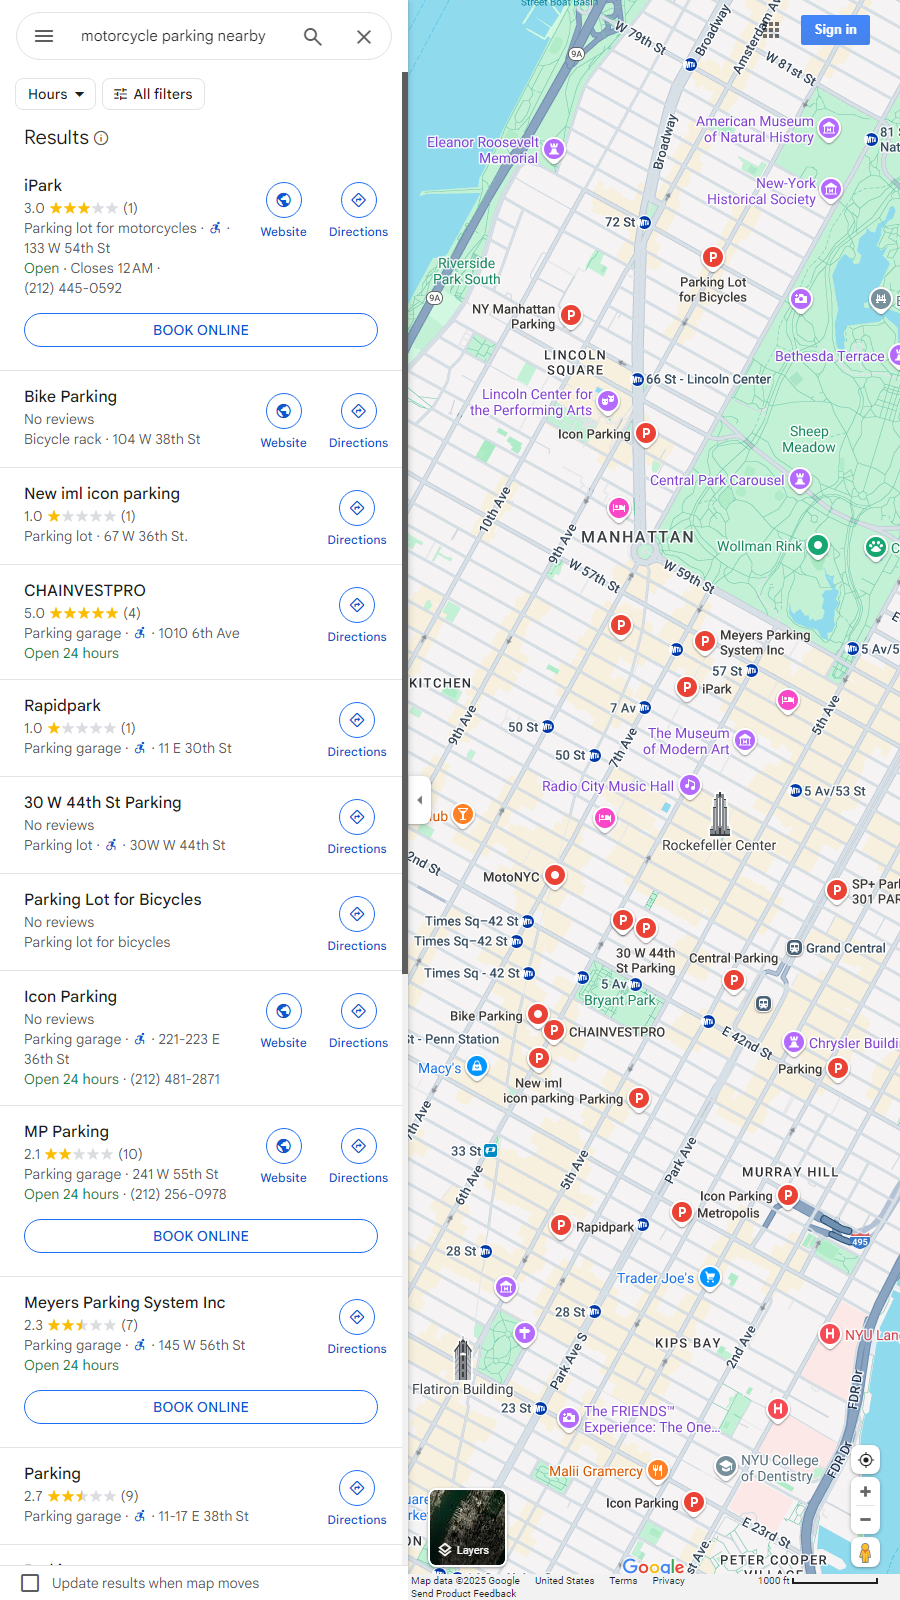 motorcycle parking nearby
Hours
All filters
Results
iPark
3.0 (1)
Parking lot for motorcycles · ·
133 W 54th St
Open · Closes 12 AM ·
(212) 445-0592
Website
Directions
BOOK ONLINE
Bike Parking
No reviews
Bicycle rack · 104 W 38th St
Website
Directions
New iml icon parking
1.0 (1)
Parking lot · 67 W 36th St.
Directions
CHAINVESTPRO
5.0 (4)
Parking garage · · 1010 6th Ave
Open 24 hours
Directions
Rapidpark
1.0 (1)
Parking garage · · 11 E 30th St
Directions
30 W 44th St Parking
No reviews
Parking lot · · 30W W 44th St
Directions
Parking Lot for Bicycles
No reviews
Parking lot for bicycles
Directions
Icon Parking
No reviews
Parking garage · · 221-223 E
36th St
Open 24 hours · (212) 481-2871
Website
Directions
MP Parking
2.1 (10)
Parking garage · 241 W 55th St
Open 24 hours · (212) 256-0978
Website
Directions
BOOK ONLINE
Meyers Parking System Inc
2.3 (7)
Parking garage · · 145 W 56th St
Open 24 hours
Directions
BOOK ONLINE
Parking
2.7 (9)
Parking garage · · 11-17 E 38th St
Directions
Update results when map moves
Street Boat Basin
Sign in
W 79th St
Broadway
Amsterdam Av
W 81st St
9A
American Museum
of Natural History
81
Nat
Eleanor Roosevelt
Memorial
Broadway
New-York
Historical Society
72 St
Riverside
Park South
9A
Parking Lot
for Bicycles
NY Manhattan
Parking
LINCOLN
SQUARE
Bethesda Terrace
66 St - Lincoln Center
Lincoln Center for
the Performing Arts
Icon Parking
Sheep
Meadow
Central Park Carousel
10th Ave
9th Ave
MANHATTAN
Wollman Rink
C
W 57th St
W 59th St
Meyers Parking
System Inc
5 Av/5
57 St
KITCHEN
iPark
7 Av
9th Ave
50 St
7th Ave
5th Ave
50 St
The Museum
of Modern Art
Radio City Music Hall
5 Av/53 St
ub
Rockefeller Center
2nd St
MotoNYC
SP+ Par
301 PAR
Times Sq–42 St
Times Sq–42 St
Times Sq - 42 St
30 W 44th
St Parking
Grand Central
Central Parking
5 Av
Bryant Park
Bike Parking
CHAINVESTPRO
t - Penn Station
E 42nd St
Chrysler Buildi
Macy's
Parking
New iml
icon parking
Parking
7th Ave
33 St
5th Ave
Park Ave
6th Ave
MURRAY HILL
Icon Parking
Metropolis
Rapidpark
495
28 St
Trader Joe's
28 St
Park Ave S
KIPS BAY
2nd Ave
NYU Lan
FDR Dr
Flatiron Building
23 St
The FRIENDS™
Experience: The One...
FDR Dr
Malii Gramercy
NYU College
of Dentistry
Icon Parking
E 23rd St
Layers
Google
PETER COOPER
Map data ©2025 Google
United States
Terms
Privacy
1000 ft
Send Product Feedback